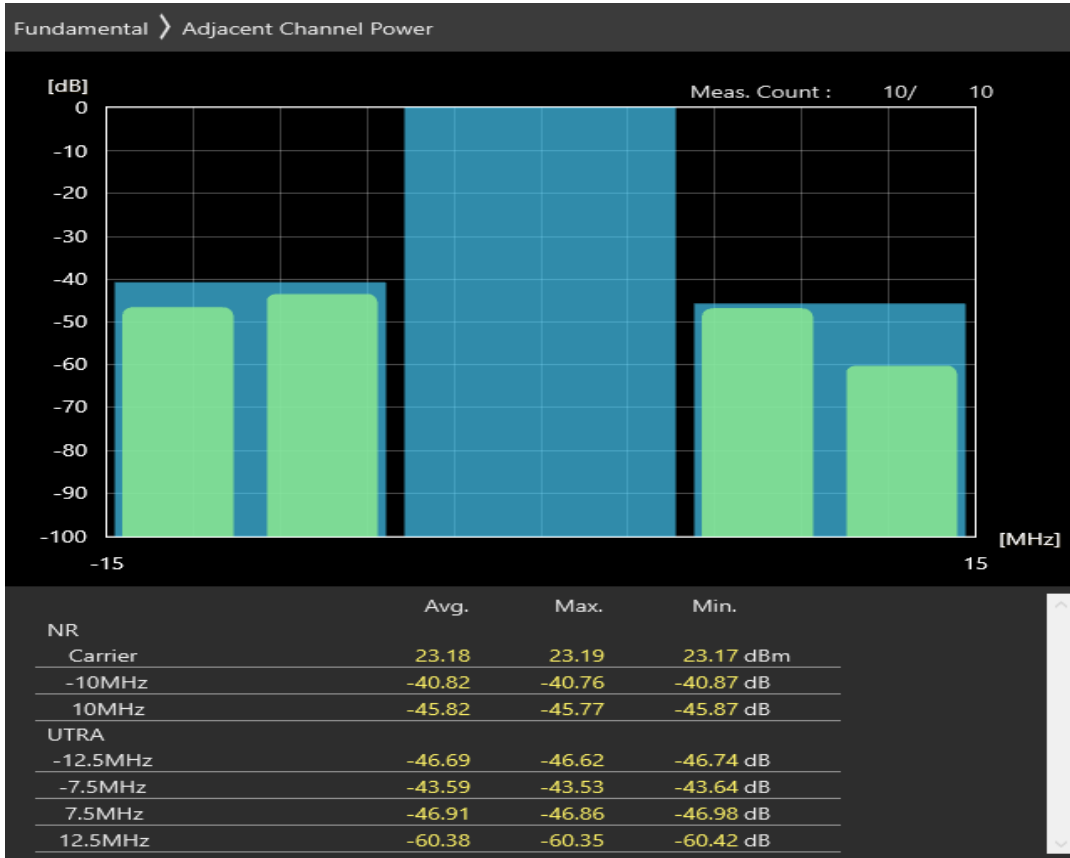 Fundamental ❭ Adjacent Channel Power
[dB]
Meas. Count : 10/ 10
0
-10
-20
-30
-40
-50
-60
-70
-80
-90
-100
[MHz]
-15 15
Avg. Max. Min.
NR
Carrier 23.18 23.19 23.17 dBm
-10MHz -40.82 -40.76 -40.87 dB
10MHz -45.82 -45.77 -45.87 dB
UTRA
-12.5MHz -46.69 -46.62 -46.74 dB
-7.5MHz -43.59 -43.53 -43.64 dB
7.5MHz -46.91 -46.86 -46.98 dB
12.5MHz -60.38 -60.35 -60.42 dB